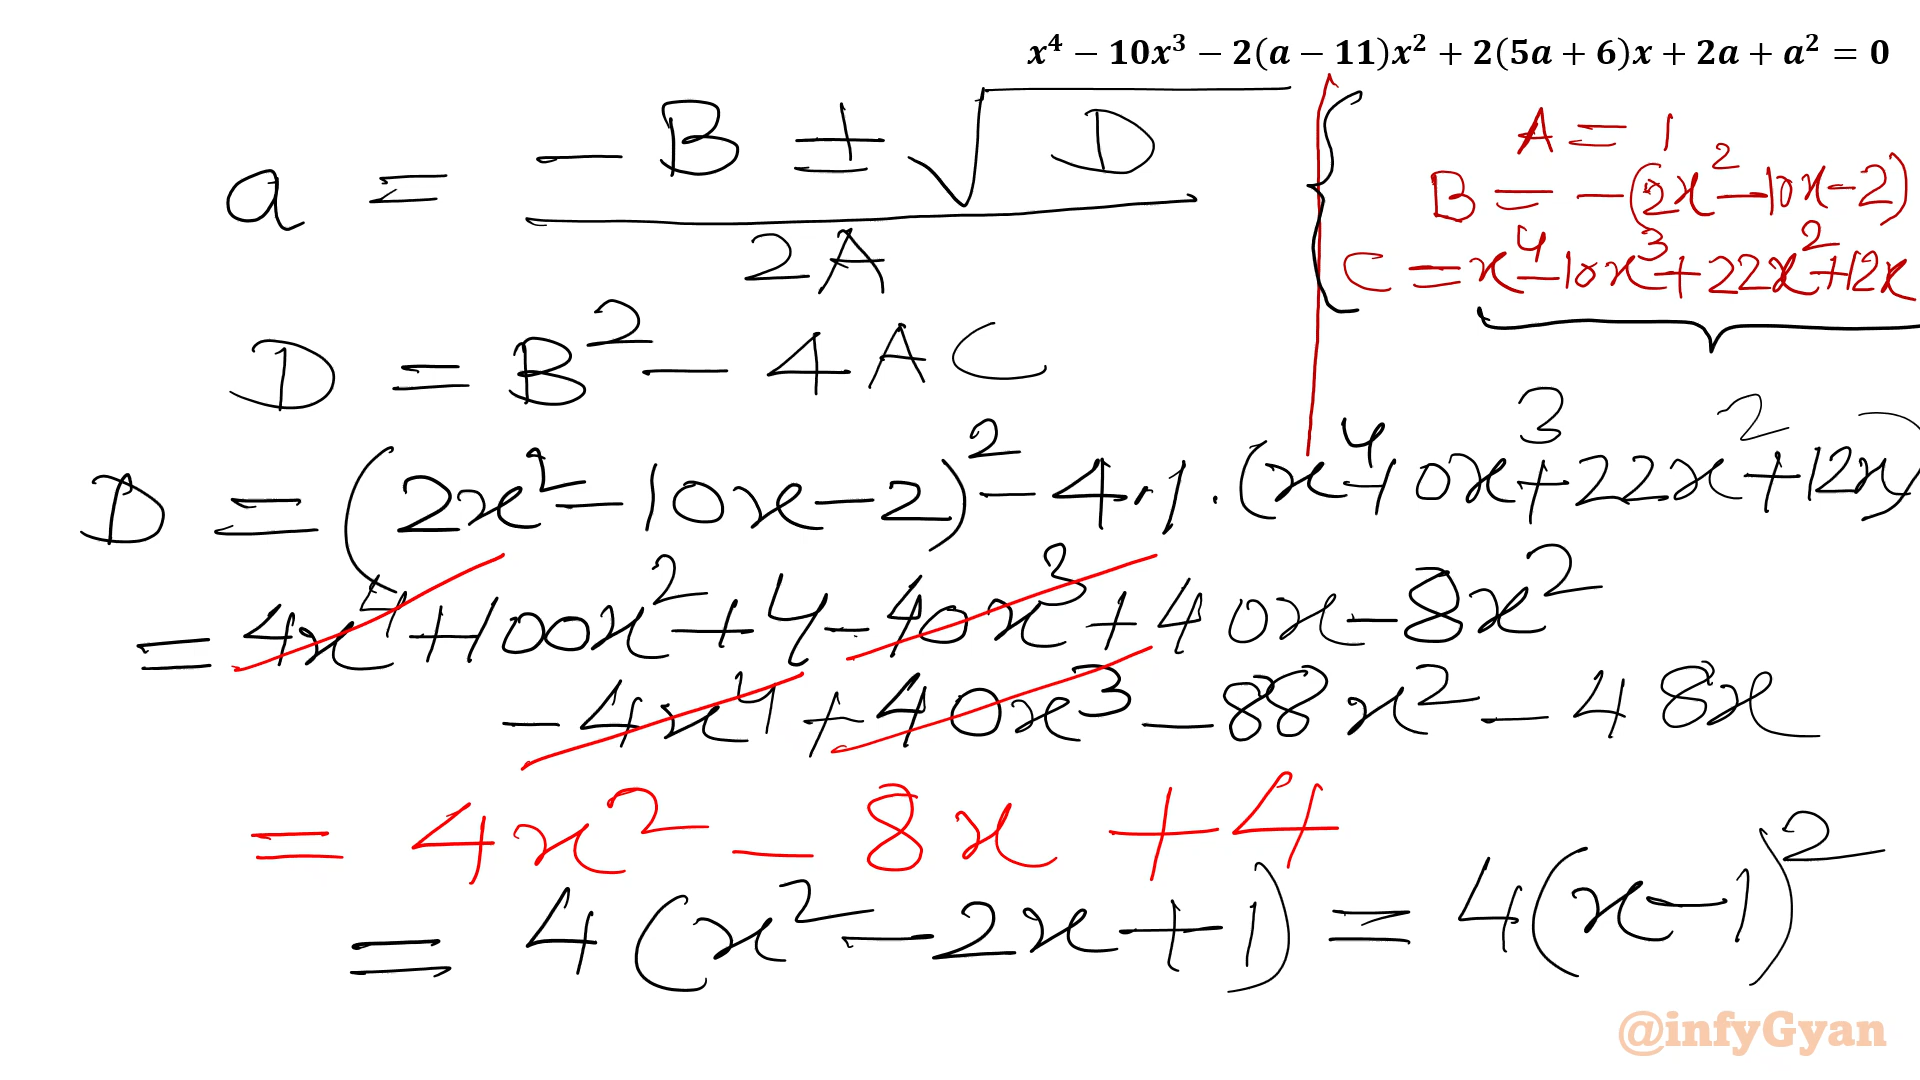 x⁴ − 10x³ − 2(a − 11)x² + 2(5a + 6)x + 2a + a² = 0
a = (−B ± √D) / 2A
A = 1
B = −(2x² − 10x − 2)
C = x⁴ − 10x³ + 22x² + 12x
D = B² − 4AC
D = (2x² − 10x − 2)² − 4·1·(x⁴ − 10x³ + 22x² + 12x)
= 4x⁴ + 100x² + 4 − 40x³ + 40x − 8x²
− 4x⁴ + 40x³ − 88x² − 48x
= 4x² − 8x + 4
= 4(x² − 2x + 1) = 4(x − 1)²
@infyGyan